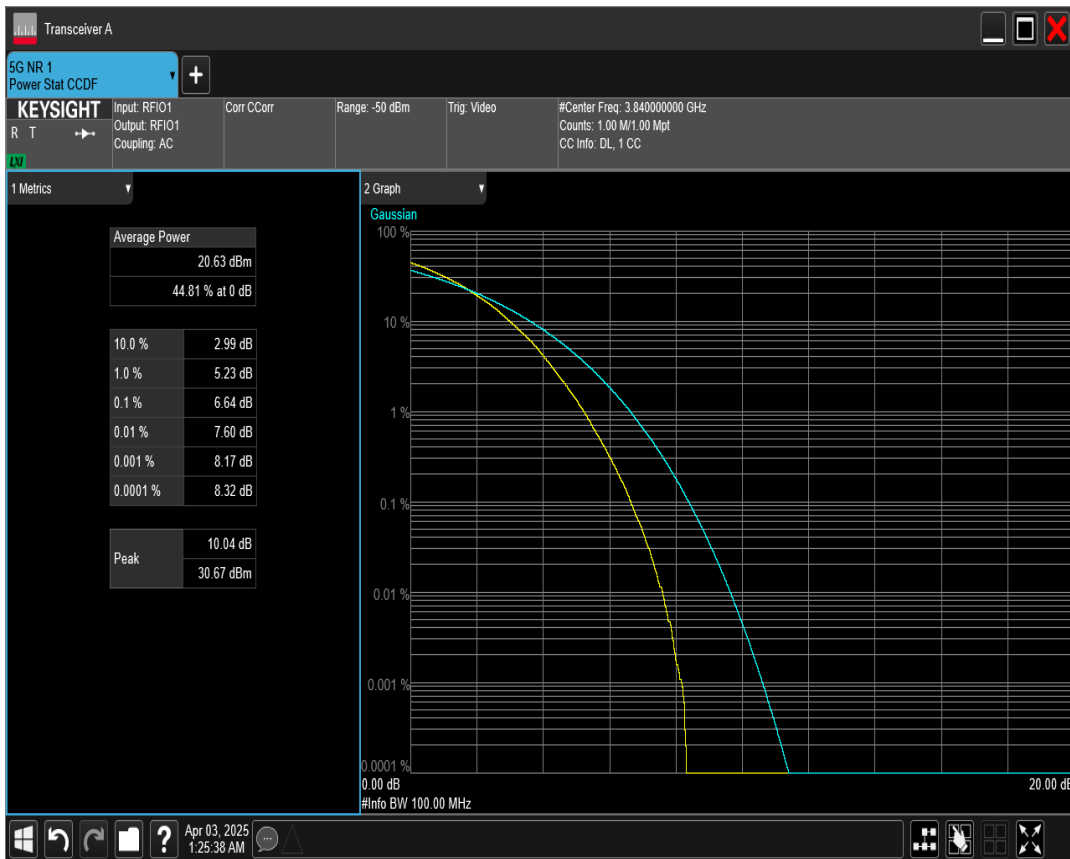 Transceiver A
5G NR 1
Power Stat CCDF
KEYSIGHT
R T
LXI
Input: RFIO1
Output: RFIO1
Coupling: AC
Corr CCorr
Range: -50 dBm
Trig: Video
#Center Freq: 3.840000000 GHz
Counts: 1.00 M/1.00 Mpt
CC Info: DL, 1 CC
1 Metrics
Average Power
20.63 dBm
44.81 % at 0 dB
10.0 % 2.99 dB
1.0 % 5.23 dB
0.1 % 6.64 dB
0.01 % 7.60 dB
0.001 % 8.17 dB
0.0001 % 8.32 dB
Peak
10.04 dB
30.67 dBm
2 Graph
Gaussian
100 %
10 %
1 %
0.1 %
0.01 %
0.001 %
0.0001 %
0.00 dB 20.00 dB
#Info BW 100.00 MHz
? Apr 03, 2025
1:25:38 AM